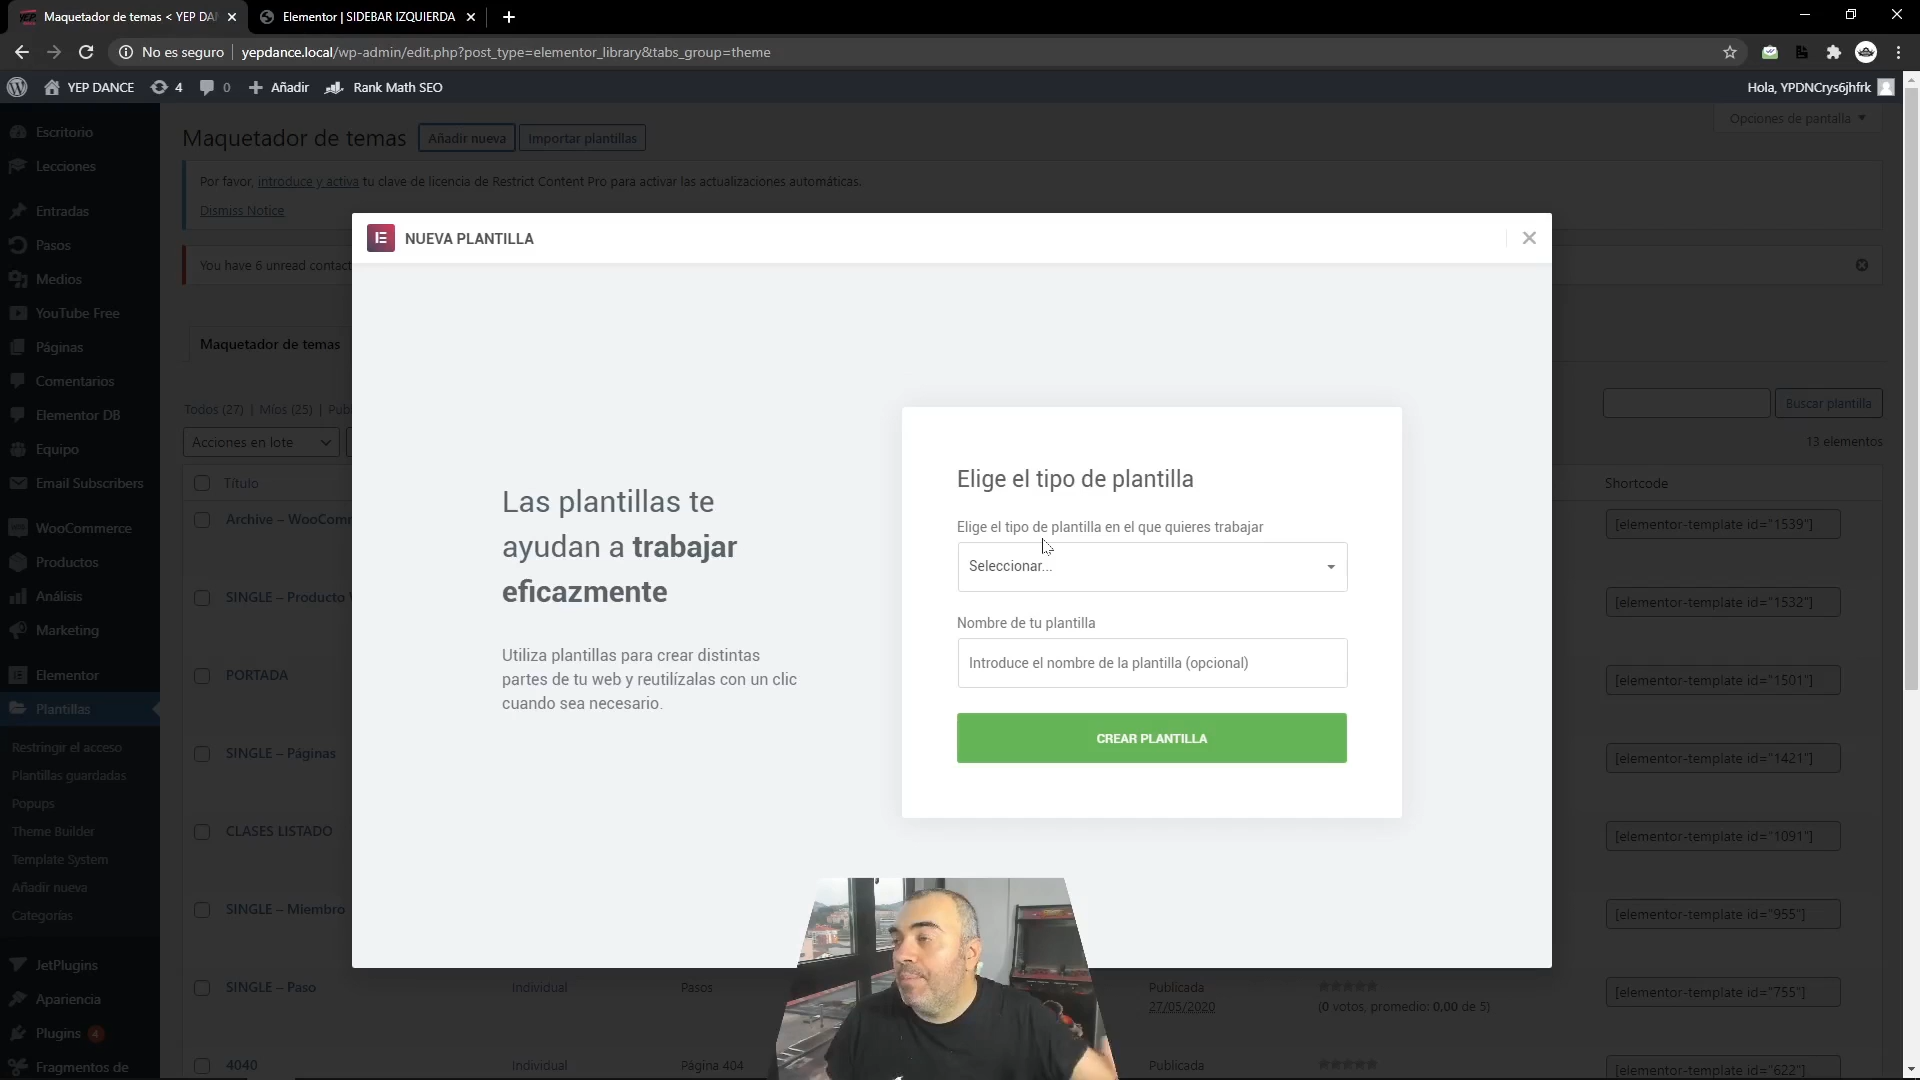 Maquetador de temas < YEP DAN
Elementor | SIDEBAR IZQUIERDA
No es seguro
yepdance.local/wp-admin/edit.php?post_type=elementor_library&tabs_group=theme
YEP DANCE
4
0
Añadir
Rank Math SEO
Hola, YPDNCrys6jhfrk
Escritorio
Lecciones
Entradas
Pasos
Medios
YouTube Free
Páginas
Comentarios
Elementor DB
Equipo
Email Subscribers
WooCommerce
Productos
Análisis
Marketing
Elementor
Plantillas
Restringir el acceso
Plantillas guardadas
Popups
Theme Builder
Template System
Añadir nueva
Categorías
JetPlugins
Apariencia
Plugins 4
Fragmentos de
Maquetador de temas
Añadir nueva
Importar plantillas
Opciones de pantalla
Por favor, introduce y activa tu clave de licencia de Restrict Content Pro para activar las actualizaciones automáticas.
Dismiss Notice
You have 6 unread contact
Maquetador de temas
Todos (27) | Míos (25) | Pub
Acciones en lote
Buscar plantilla
13 elementos
Título
Shortcode
Archive – WooComm
[elementor-template id="1539"]
SINGLE – Producto
[elementor-template id="1532"]
PORTADA
[elementor-template id="1501"]
SINGLE – Páginas
[elementor-template id="1421"]
CLASES LISTADO
[elementor-template id="1091"]
SINGLE – Miembro
[elementor-template id="955"]
SINGLE – Paso
Individual
Pasos
Publicada
27/05/2020
(0 votos, promedio: 0,00 de 5)
[elementor-template id="755"]
4040
Individual
Página 404
Publicada
[elementor-template id="622"]
NUEVA PLANTILLA
Las plantillas te
ayudan a trabajar
eficazmente
Utiliza plantillas para crear distintas
partes de tu web y reutilízalas con un clic
cuando sea necesario.
Elige el tipo de plantilla
Elige el tipo de plantilla en el que quieres trabajar
Seleccionar...
Nombre de tu plantilla
Introduce el nombre de la plantilla (opcional)
CREAR PLANTILLA